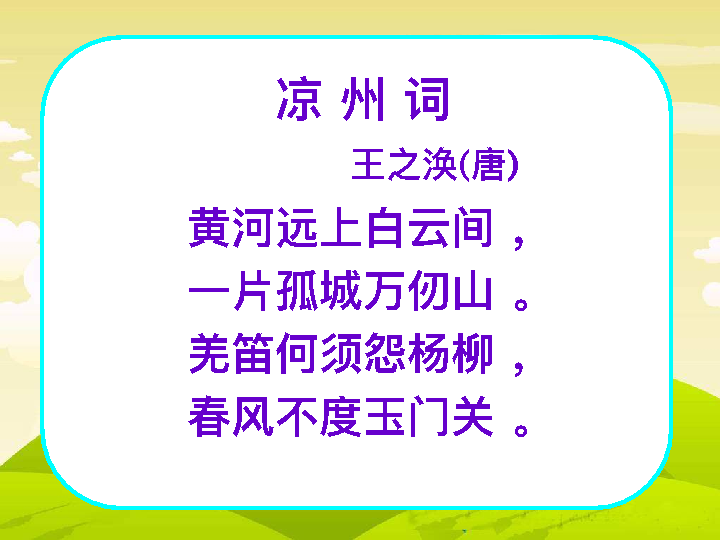 凉州词
王之涣(唐)
黄河远上白云间，
一片孤城万仞山。
羌笛何须怨杨柳，
春风不度玉门关。